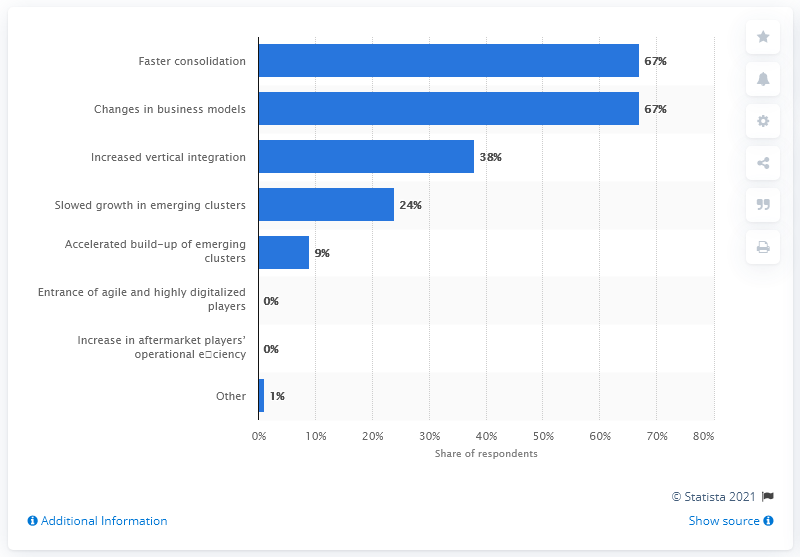 Faster consolidation 67%
Changes in business models 67%
Increased vertical integration 38%
Slowed growth in emerging clusters 24%
Accelerated build-up of emerging
clusters 9%
Entrance of agile and highly digitalized
players 0%
Increase in aftermarket players'
operational e▯ciency 0%
Other 1%
0% 10% 20% 30% 40% 50% 60% 70% 80%
Share of respondents
© Statista 2021
Additional Information Show source